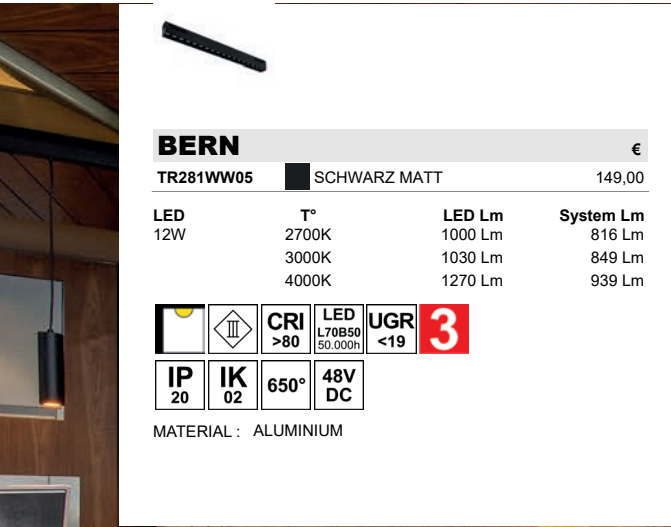 BERN €
TR281WW05 SCHWARZ MATT 149,00
LED T° LED Lm System Lm
12W 2700K 1000 Lm 816 Lm
3000K 1030 Lm 849 Lm
4000K 1270 Lm 939 Lm
III CRI >80 LED L70B50 50.000h UGR <19 3
IP 20 IK 02 650° 48V DC
MATERIAL : ALUMINIUM